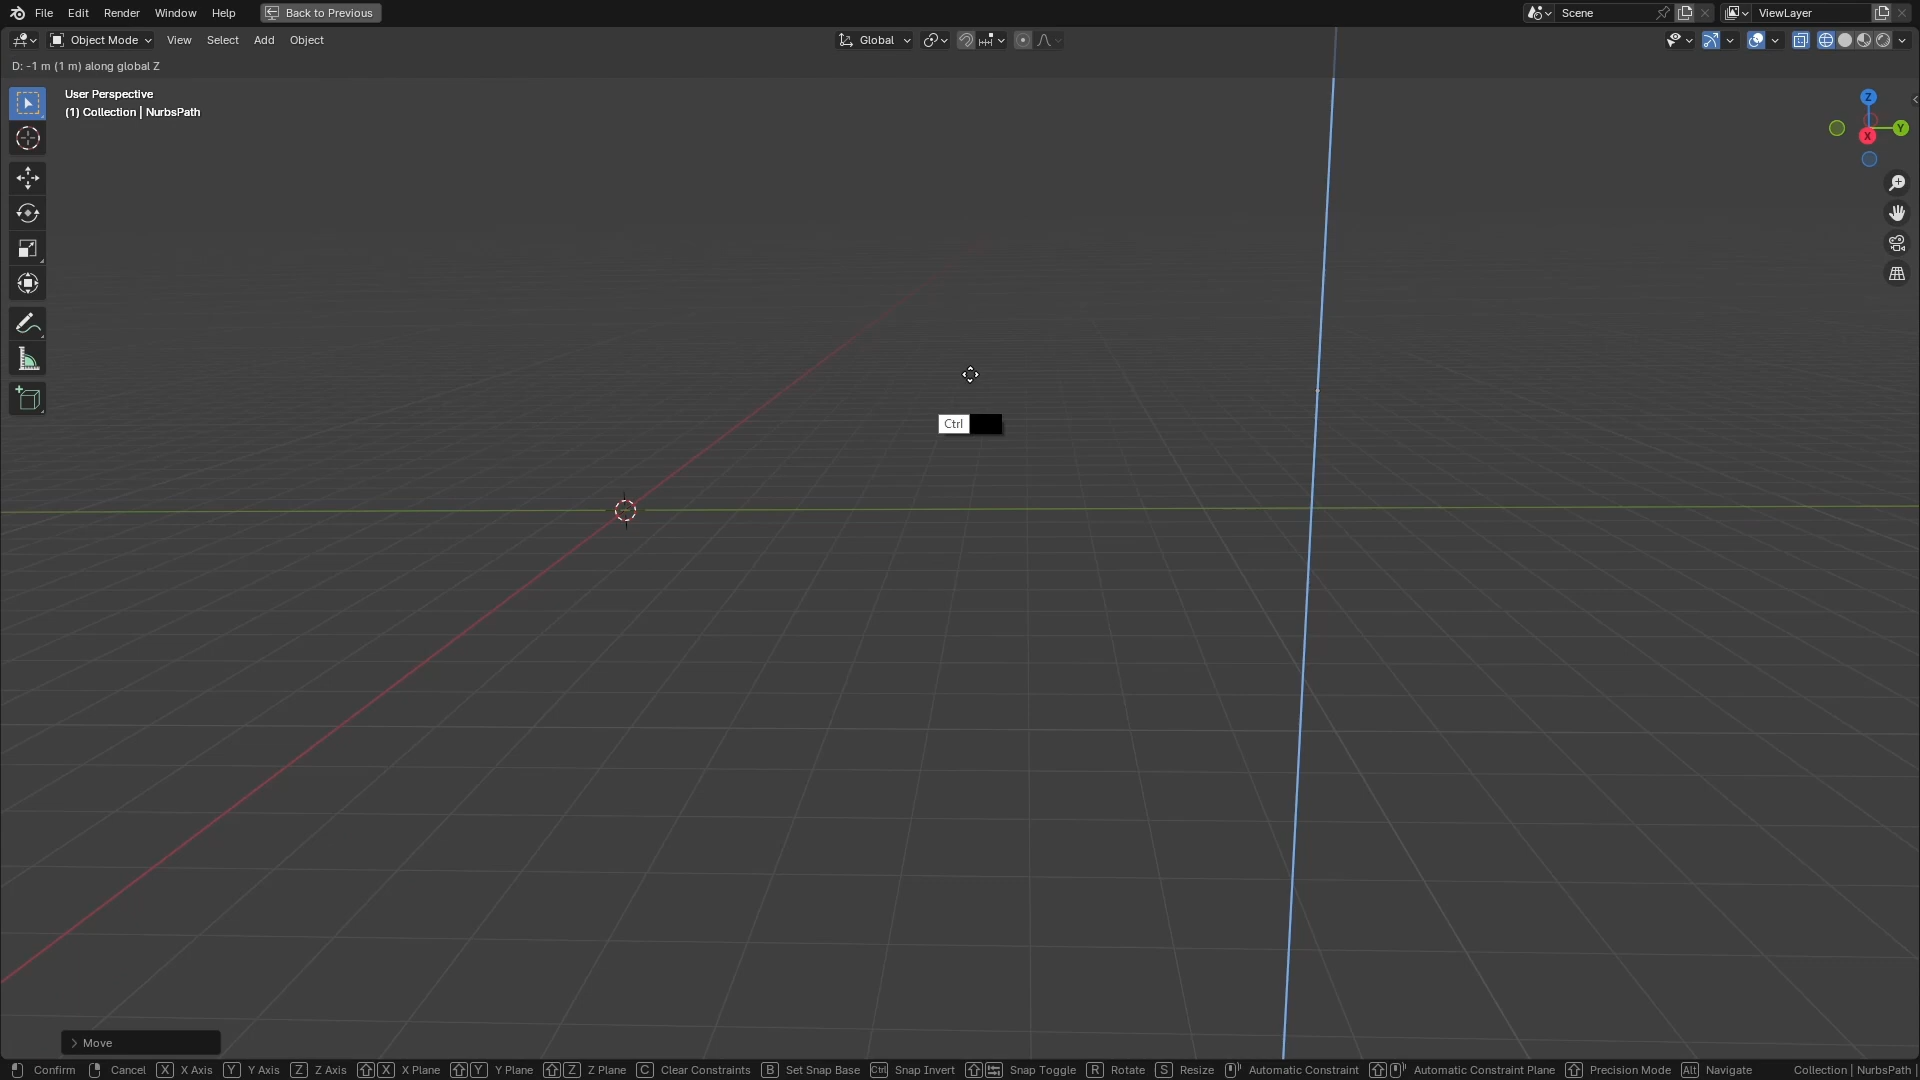 File Edit Render Window Help Back to Previous Scene ViewLayer
Object Mode View Select Add Object Global
D: -1 m (1 m) along global Z
User Perspective
(1) Collection | NurbsPath
Z
Y
X
Ctrl
Move
Confirm Cancel X X Axis Y Y Axis Z Z Axis X X Plane Y Y Plane Z Z Plane C Clear Constraints B Set Snap Base Ctrl Snap Invert Snap Toggle R Rotate S Resize Automatic Constraint Automatic Constraint Plane Precision Mode Alt Navigate Collection | NurbsPath